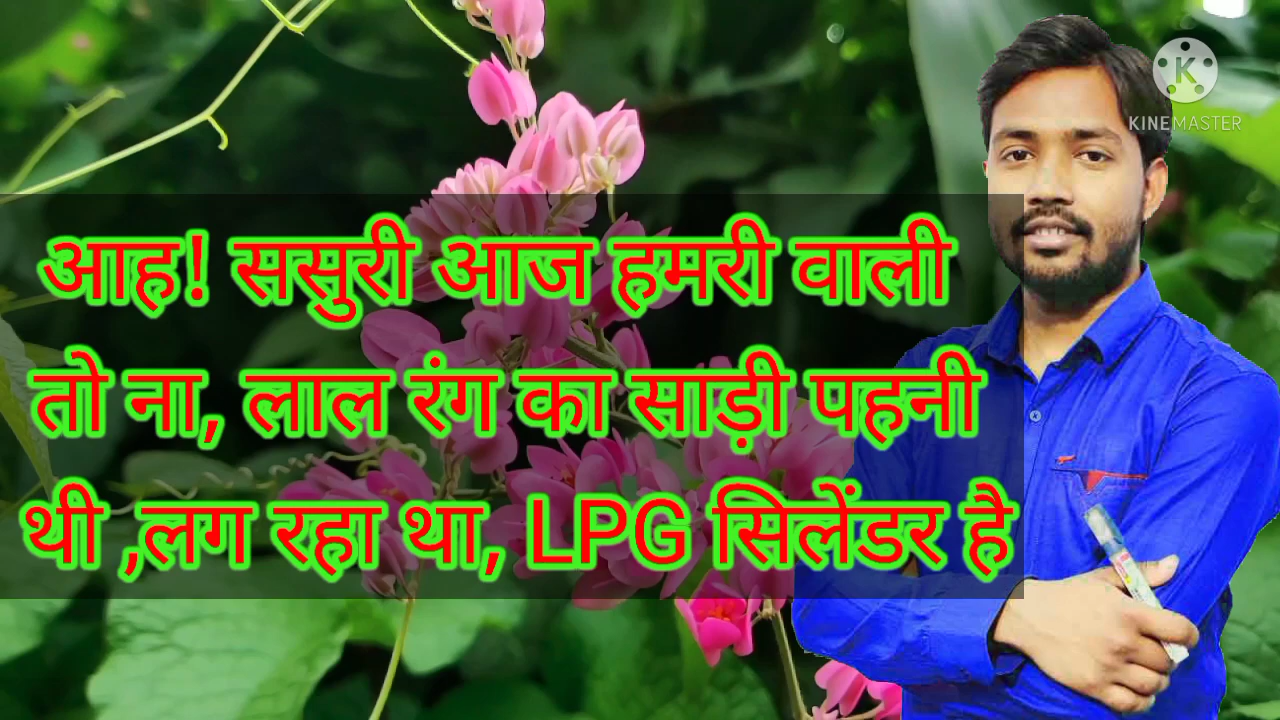 आह! ससुरी आज हमरी वाली
तो ना, लाल रंग का साड़ी पहनी
थी ,लग रहा था, LPG सिलेंडर है
K
KINEMASTER